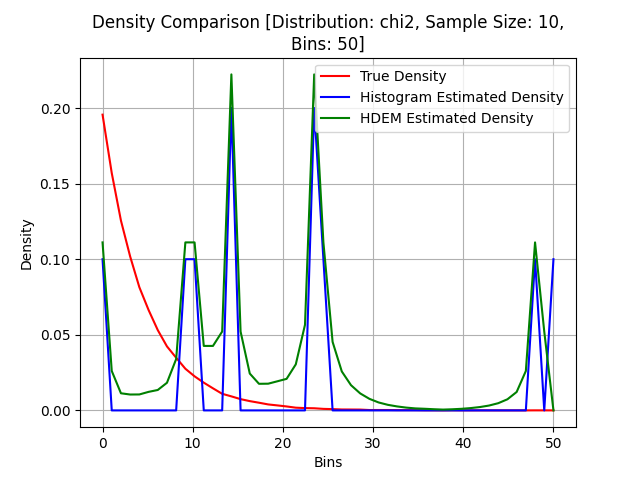 Density Comparison [Distribution: chi2, Sample Size: 10,
Bins: 50]
True Density
Histogram Estimated Density
HDEM Estimated Density
Density
0.20
0.15
0.10
0.05
0.00
0 10 20 30 40 50
Bins